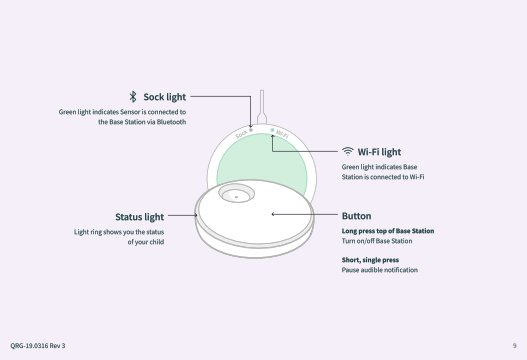 Sock light
Green light indicates Sensor is connected to
the Base Station via Bluetooth
Sock
Wi-Fi
Wi-Fi light
Green light indicates Base
Station is connected to Wi-Fi
Status light
Light ring shows you the status
of your child
Button
Long press top of Base Station
Turn on/off Base Station
Short, single press
Pause audible notification
QRG-19.0316 Rev 3
9